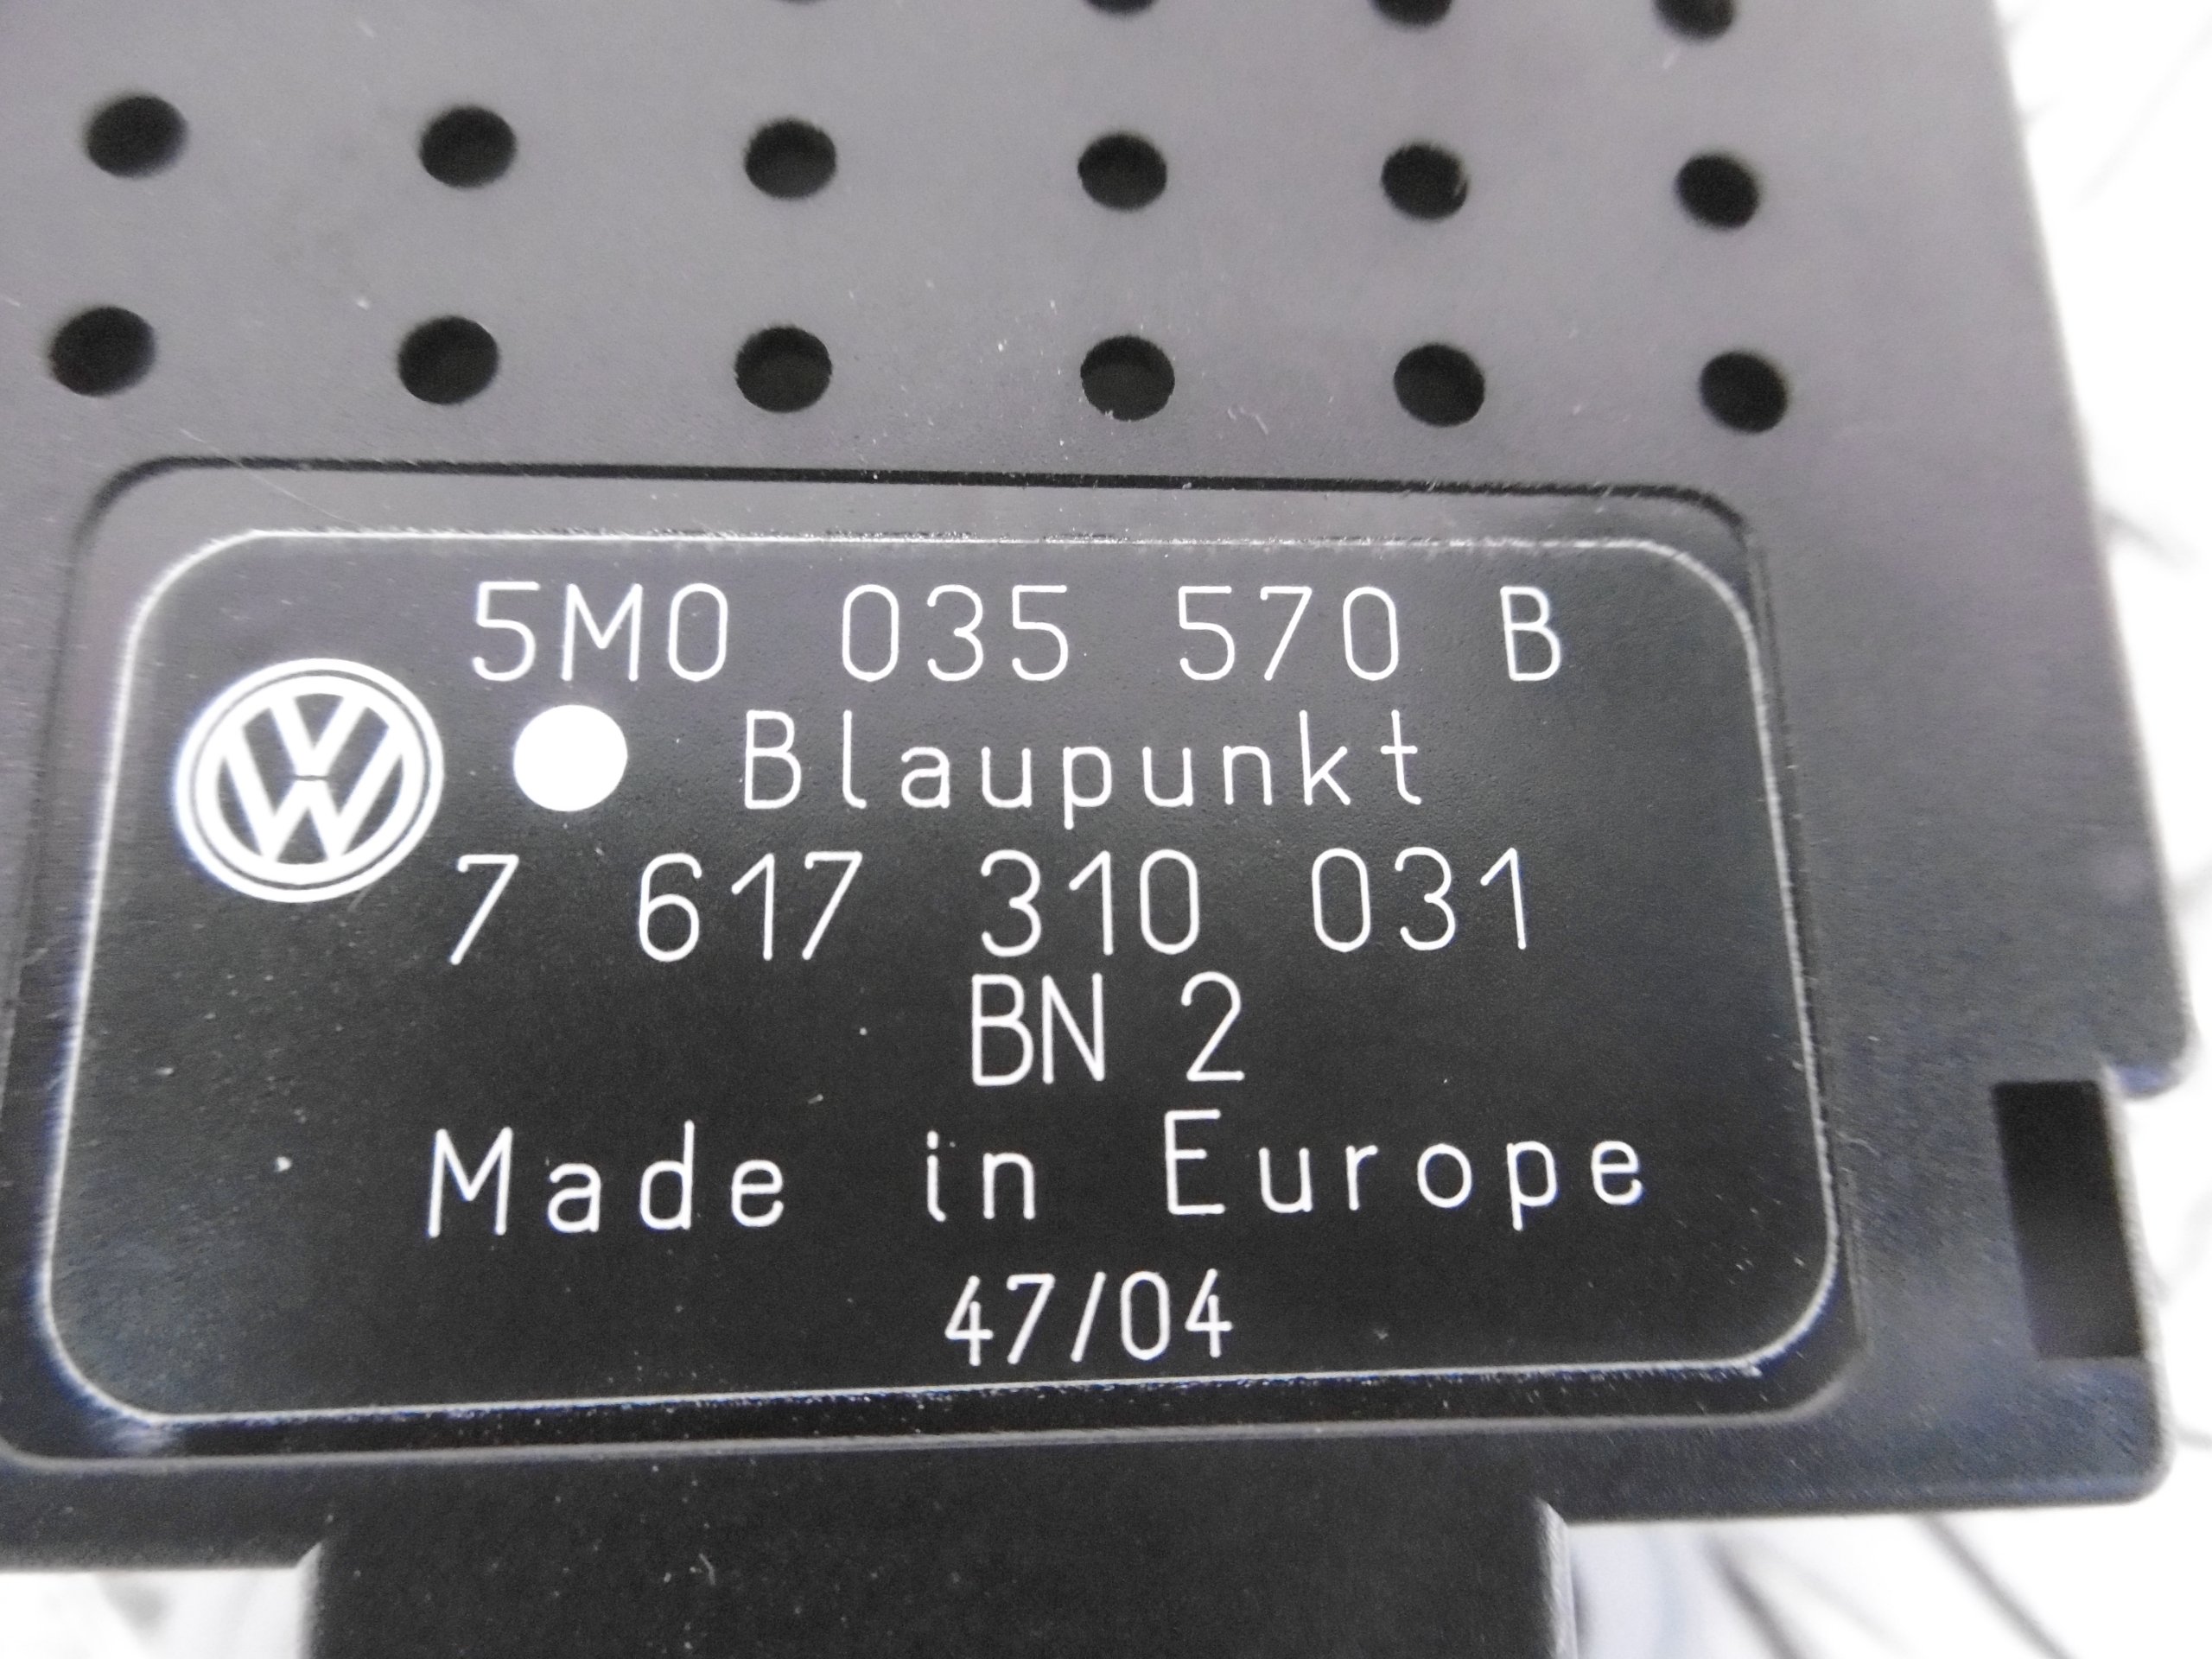 5M0 035 570 B
Blaupunkt
7 617 310 031
BN 2
Made in Europe
47/04